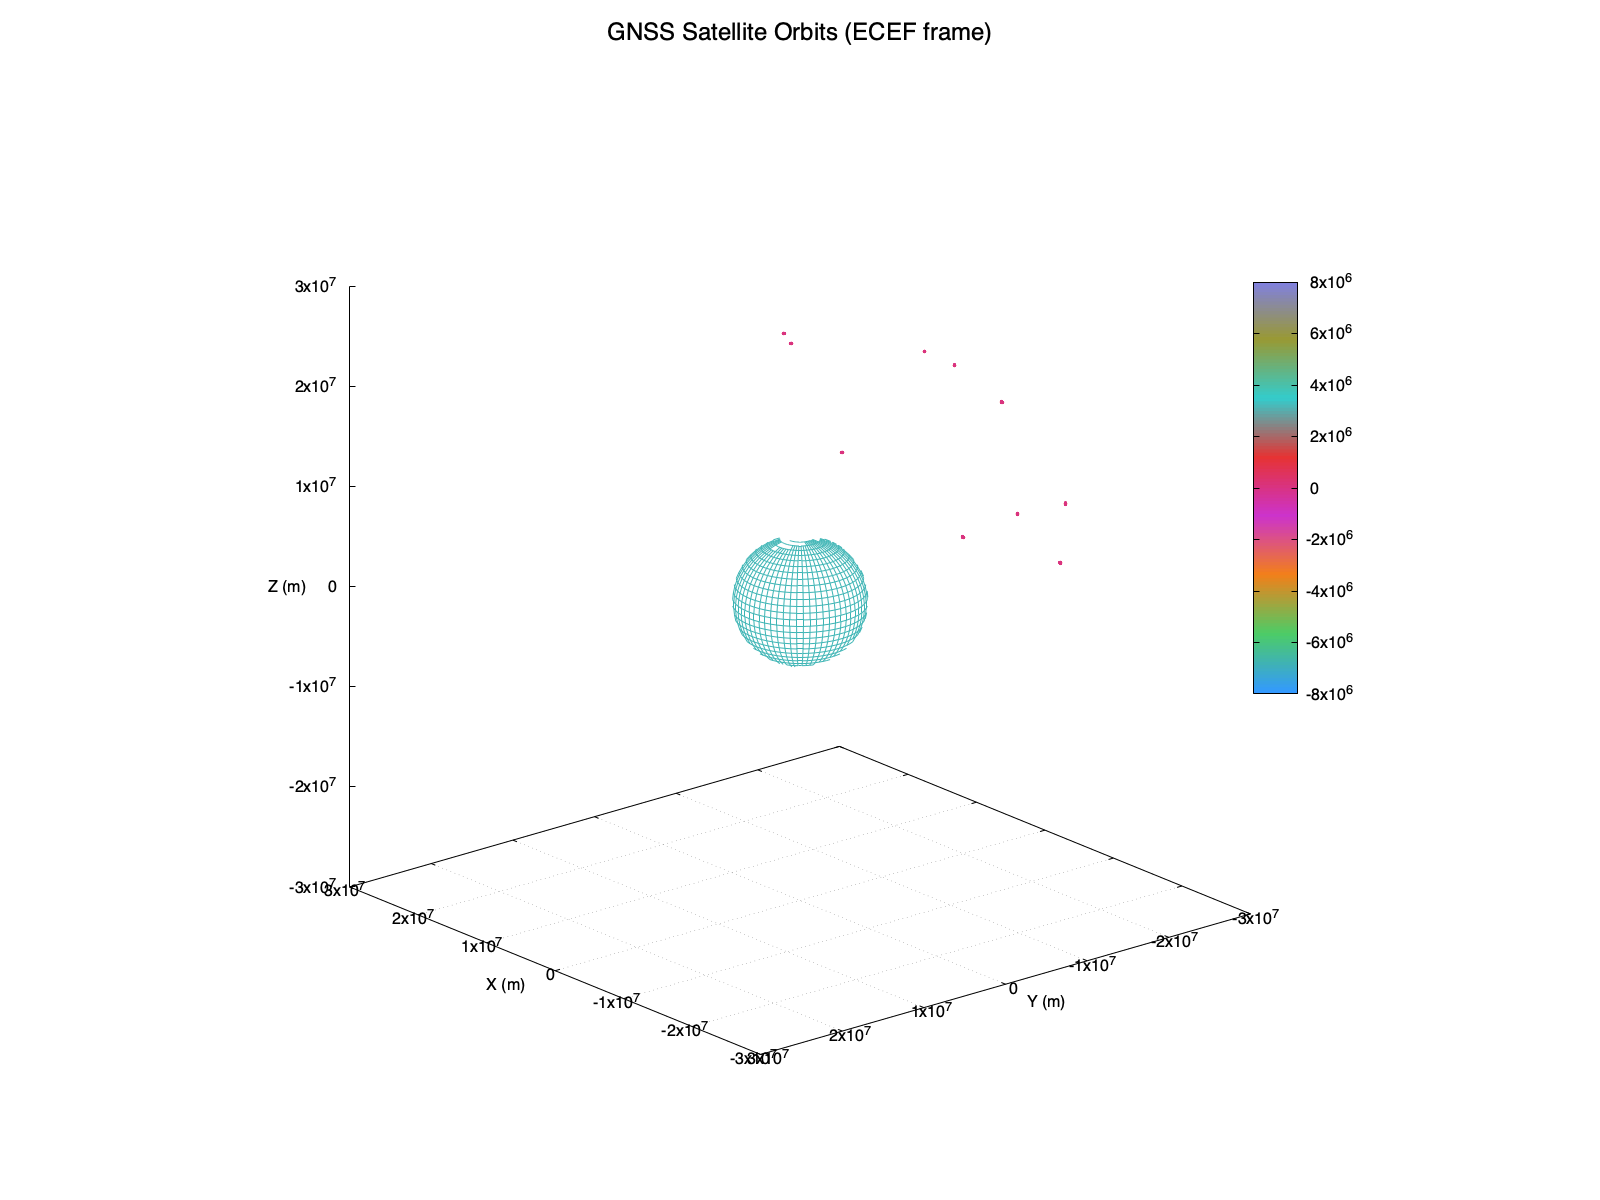 GNSS Satellite Orbits (ECEF frame)
3x10⁷
2x10⁷
1x10⁷
Z (m) 0
-1x10⁷
-2x10⁷
-3x10⁷
8x10⁶
6x10⁶
4x10⁶
2x10⁶
0
-2x10⁶
-4x10⁶
-6x10⁶
-8x10⁶
3x10⁷
2x10⁷
1x10⁷
0
X (m)
-1x10⁷
-2x10⁷
-3x10⁷
3x10⁷
2x10⁷
1x10⁷
0
Y (m)
-1x10⁷
-2x10⁷
-3x10⁷